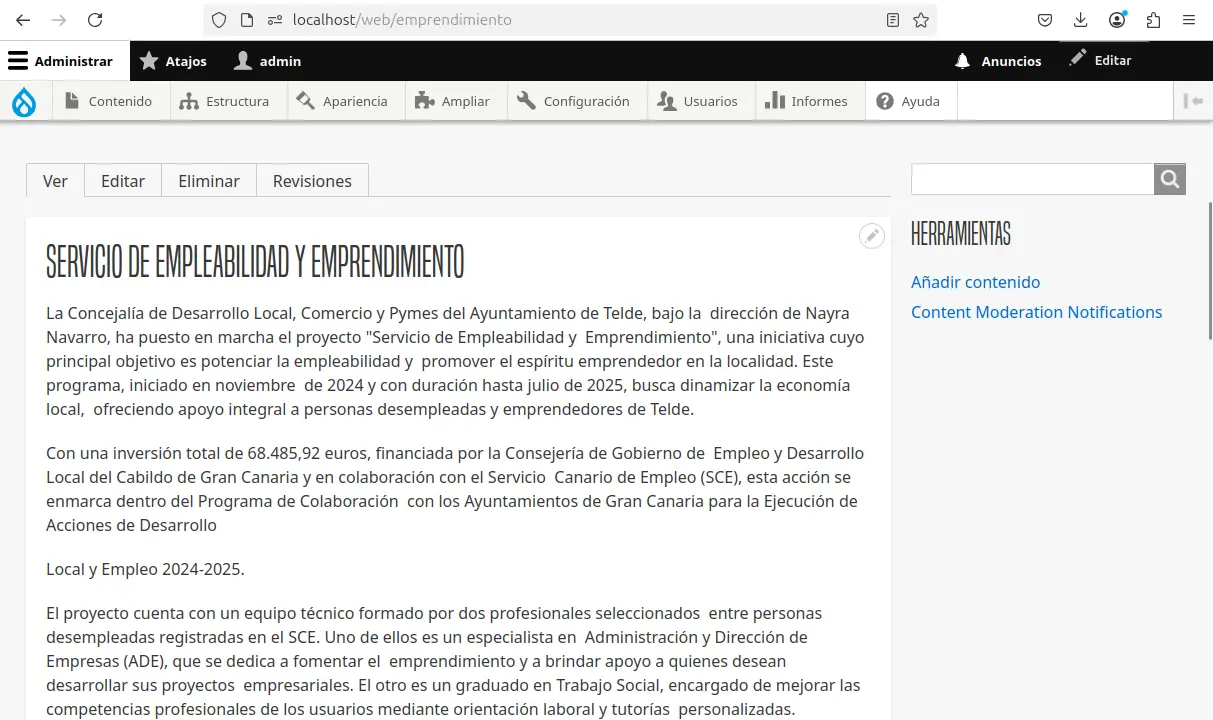 localhost/web/emprendimiento
Administrar
Atajos
admin
Anuncios
Editar
Contenido
Estructura
Apariencia
Ampliar
Configuración
Usuarios
Informes
Ayuda
Ver
Editar
Eliminar
Revisiones
SERVICIO DE EMPLEABILIDAD Y EMPRENDIMIENTO
La Concejalía de Desarrollo Local, Comercio y Pymes del Ayuntamiento de Telde, bajo la dirección de Nayra
Navarro, ha puesto en marcha el proyecto "Servicio de Empleabilidad y Emprendimiento", una iniciativa cuyo
principal objetivo es potenciar la empleabilidad y promover el espíritu emprendedor en la localidad. Este
programa, iniciado en noviembre de 2024 y con duración hasta julio de 2025, busca dinamizar la economía
local, ofreciendo apoyo integral a personas desempleadas y emprendedores de Telde.
Con una inversión total de 68.485,92 euros, financiada por la Consejería de Gobierno de Empleo y Desarrollo
Local del Cabildo de Gran Canaria y en colaboración con el Servicio Canario de Empleo (SCE), esta acción se
enmarca dentro del Programa de Colaboración con los Ayuntamientos de Gran Canaria para la Ejecución de
Acciones de Desarrollo
Local y Empleo 2024-2025.
El proyecto cuenta con un equipo técnico formado por dos profesionales seleccionados entre personas
desempleadas registradas en el SCE. Uno de ellos es un especialista en Administración y Dirección de
Empresas (ADE), que se dedica a fomentar el emprendimiento y a brindar apoyo a quienes desean
desarrollar sus proyectos empresariales. El otro es un graduado en Trabajo Social, encargado de mejorar las
competencias profesionales de los usuarios mediante orientación laboral y tutorías personalizadas.
HERRAMIENTAS
Añadir contenido
Content Moderation Notifications